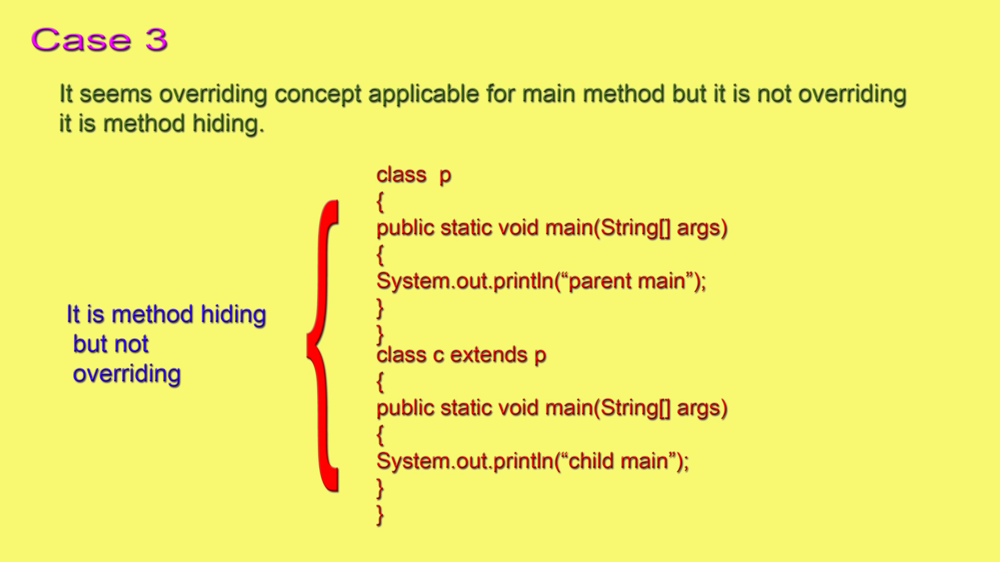 Case 3
It seems overriding concept applicable for main method but it is not overriding
it is method hiding.
class  p
{
public static void main(String[] args)
{
System.out.println(“parent main”);
}
}
class c extends p
{
public static void main(String[] args)
{
System.out.println(“child main”);
}
}
It is method hiding
but not
overriding